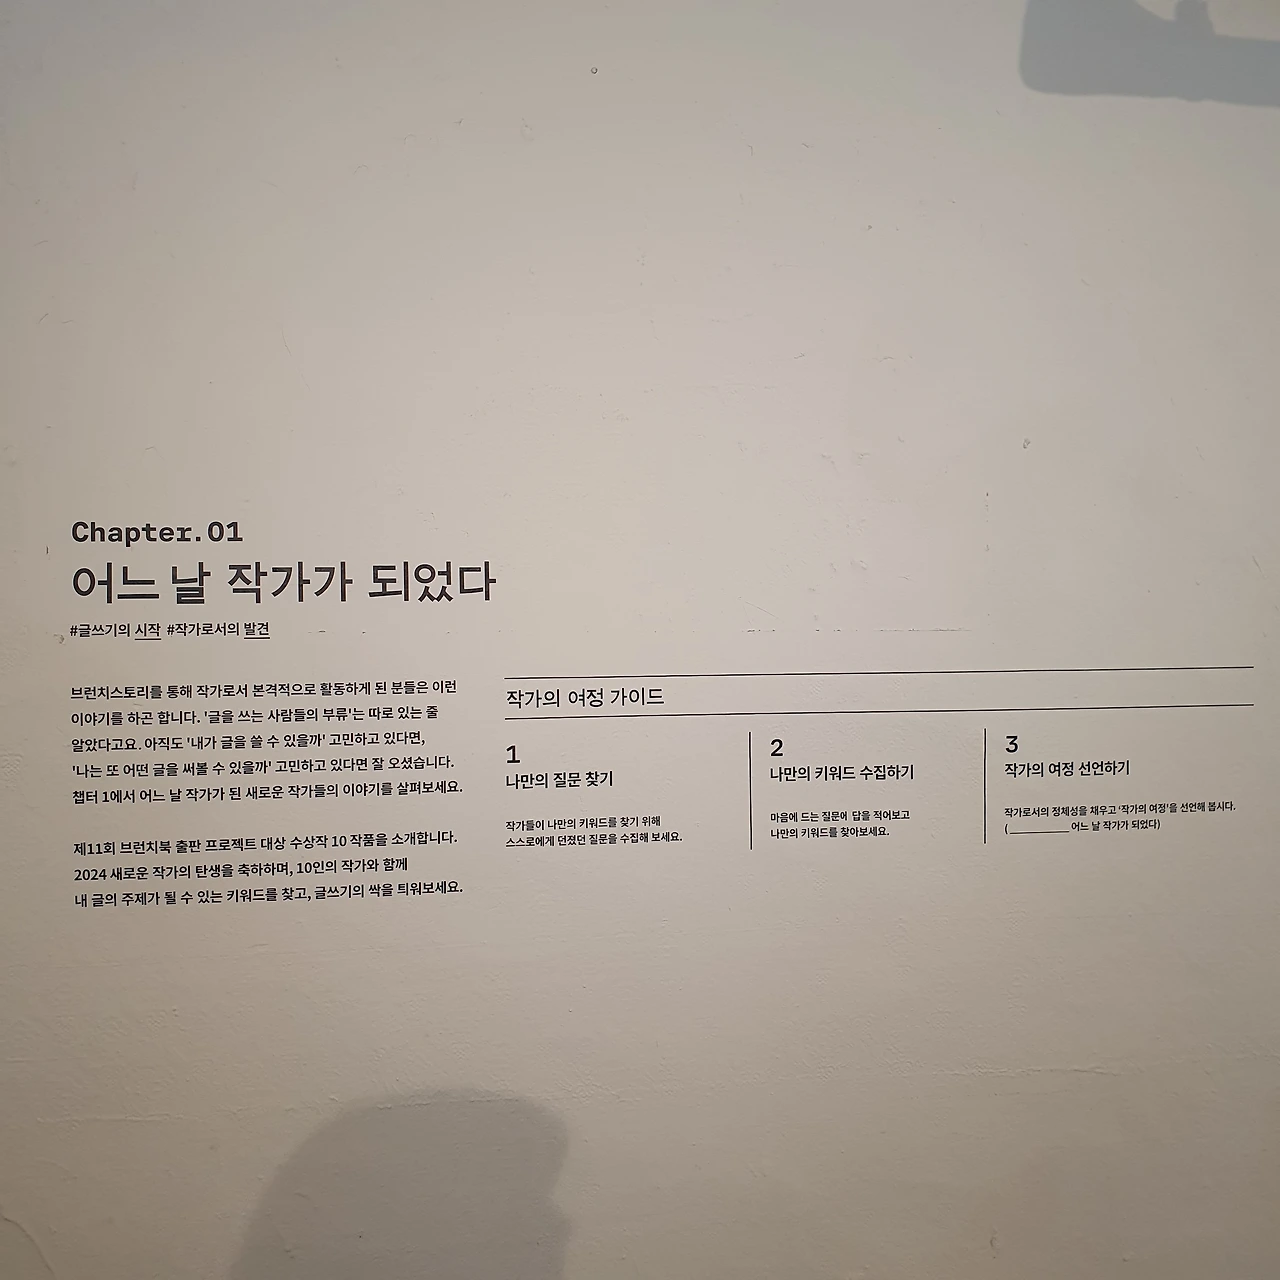 Chapter.01
어느 날 작가가 되었다
#글쓰기의 시작 #작가로서의 발견
브런치스토리를 통해 작가로서 본격적으로 활동하게 된 분들은 이런
이야기를 하곤 합니다. '글을 쓰는 사람들의 부류'는 따로 있는 줄
알았다고요. 아직도 '내가 글을 쓸 수 있을까' 고민하고 있다면,
'나는 또 어떤 글을 써볼 수 있을까' 고민하고 있다면 잘 오셨습니다.
챕터 1에서 어느 날 작가가 된 새로운 작가들의 이야기를 살펴보세요.
제11회 브런치북 출판 프로젝트 대상 수상작 10 작품을 소개합니다.
2024 새로운 작가의 탄생을 축하하며, 10인의 작가와 함께
내 글의 주제가 될 수 있는 키워드를 찾고, 글쓰기의 싹을 틔워보세요.
작가의 여정 가이드
1
나만의 질문 찾기
작가들이 나만의 키워드를 찾기 위해
스스로에게 던졌던 질문을 수집해 보세요.
2
나만의 키워드 수집하기
마음에 드는 질문에 답을 적어보고
나만의 키워드를 찾아보세요.
3
작가의 여정 선언하기
작가로서의 정체성을 채우고 '작가의 여정'을 선언해 봅시다.
( __________ 어느 날 작가가 되었다)